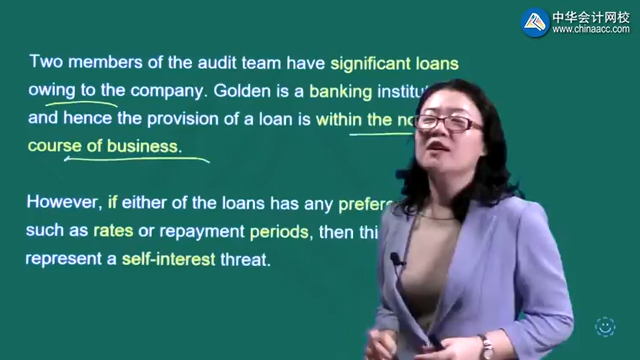 中华会计网校
www.chinaacc.com
Two members of the audit team have significant loans
owing to the company. Golden is a banking
and hence the provision of a loan is within the
course of business.
However, if either of the loans has any
such as rates or repayment periods, then
represent a self-interest threat.